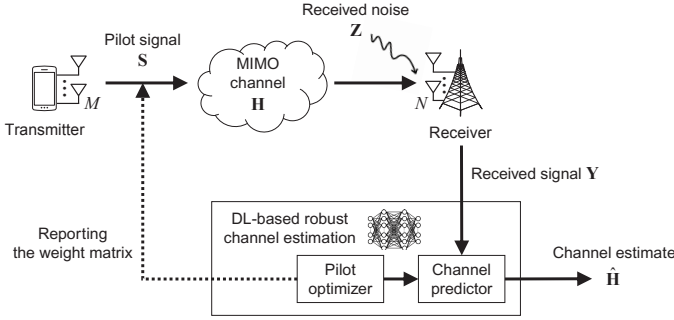 Received noise
Z
Pilot signal
S
MIMO
channel
H
M
N
Transmitter
Receiver
Received signal Y
DL-based robust
channel estimation
Reporting
the weight matrix
Pilot
optimizer
Channel
predictor
Channel estimate
Ĥ